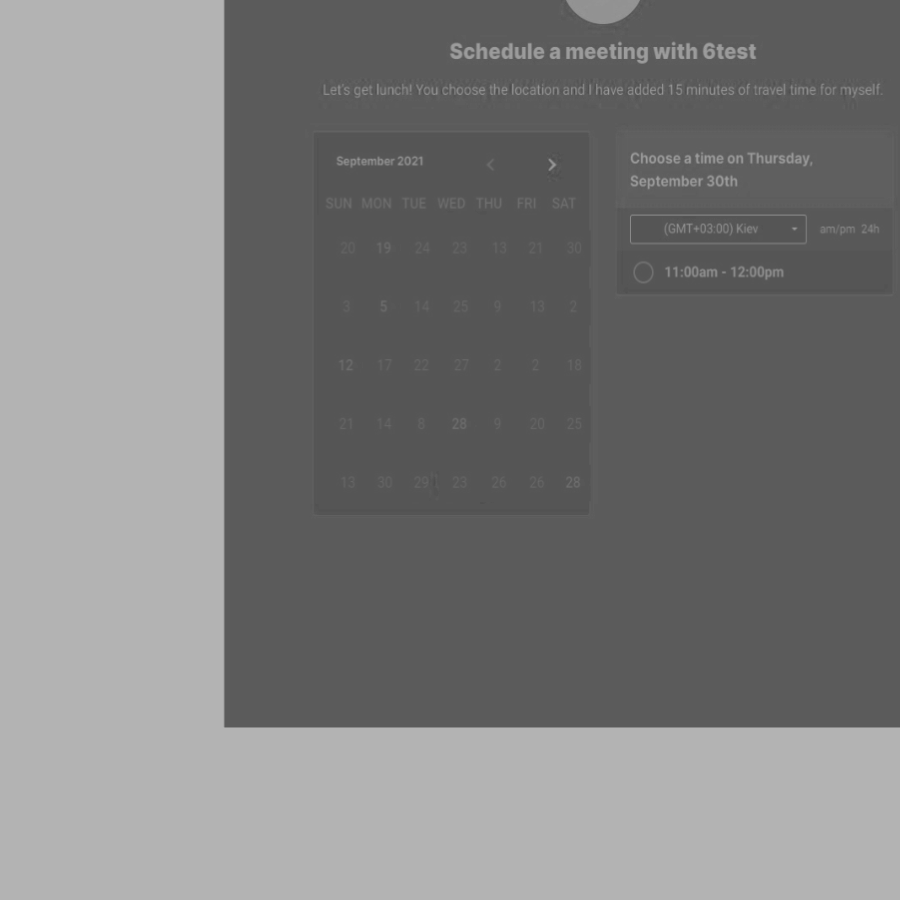 Schedule a meeting with 6test
Let's get lunch! You choose the location and I have added 15 minutes of travel time for myself.
September 2021
SUN MON TUE WED THU FRI SAT
20 19 24 23 13 21 30
3 5 14 25 9 13 2
12 17 22 27 2 2 18
21 14 8 28 9 20 25
13 30 29 23 26 26 28
Choose a time on Thursday,
September 30th
(GMT+03:00) Kiev am/pm 24h
11:00am - 12:00pm